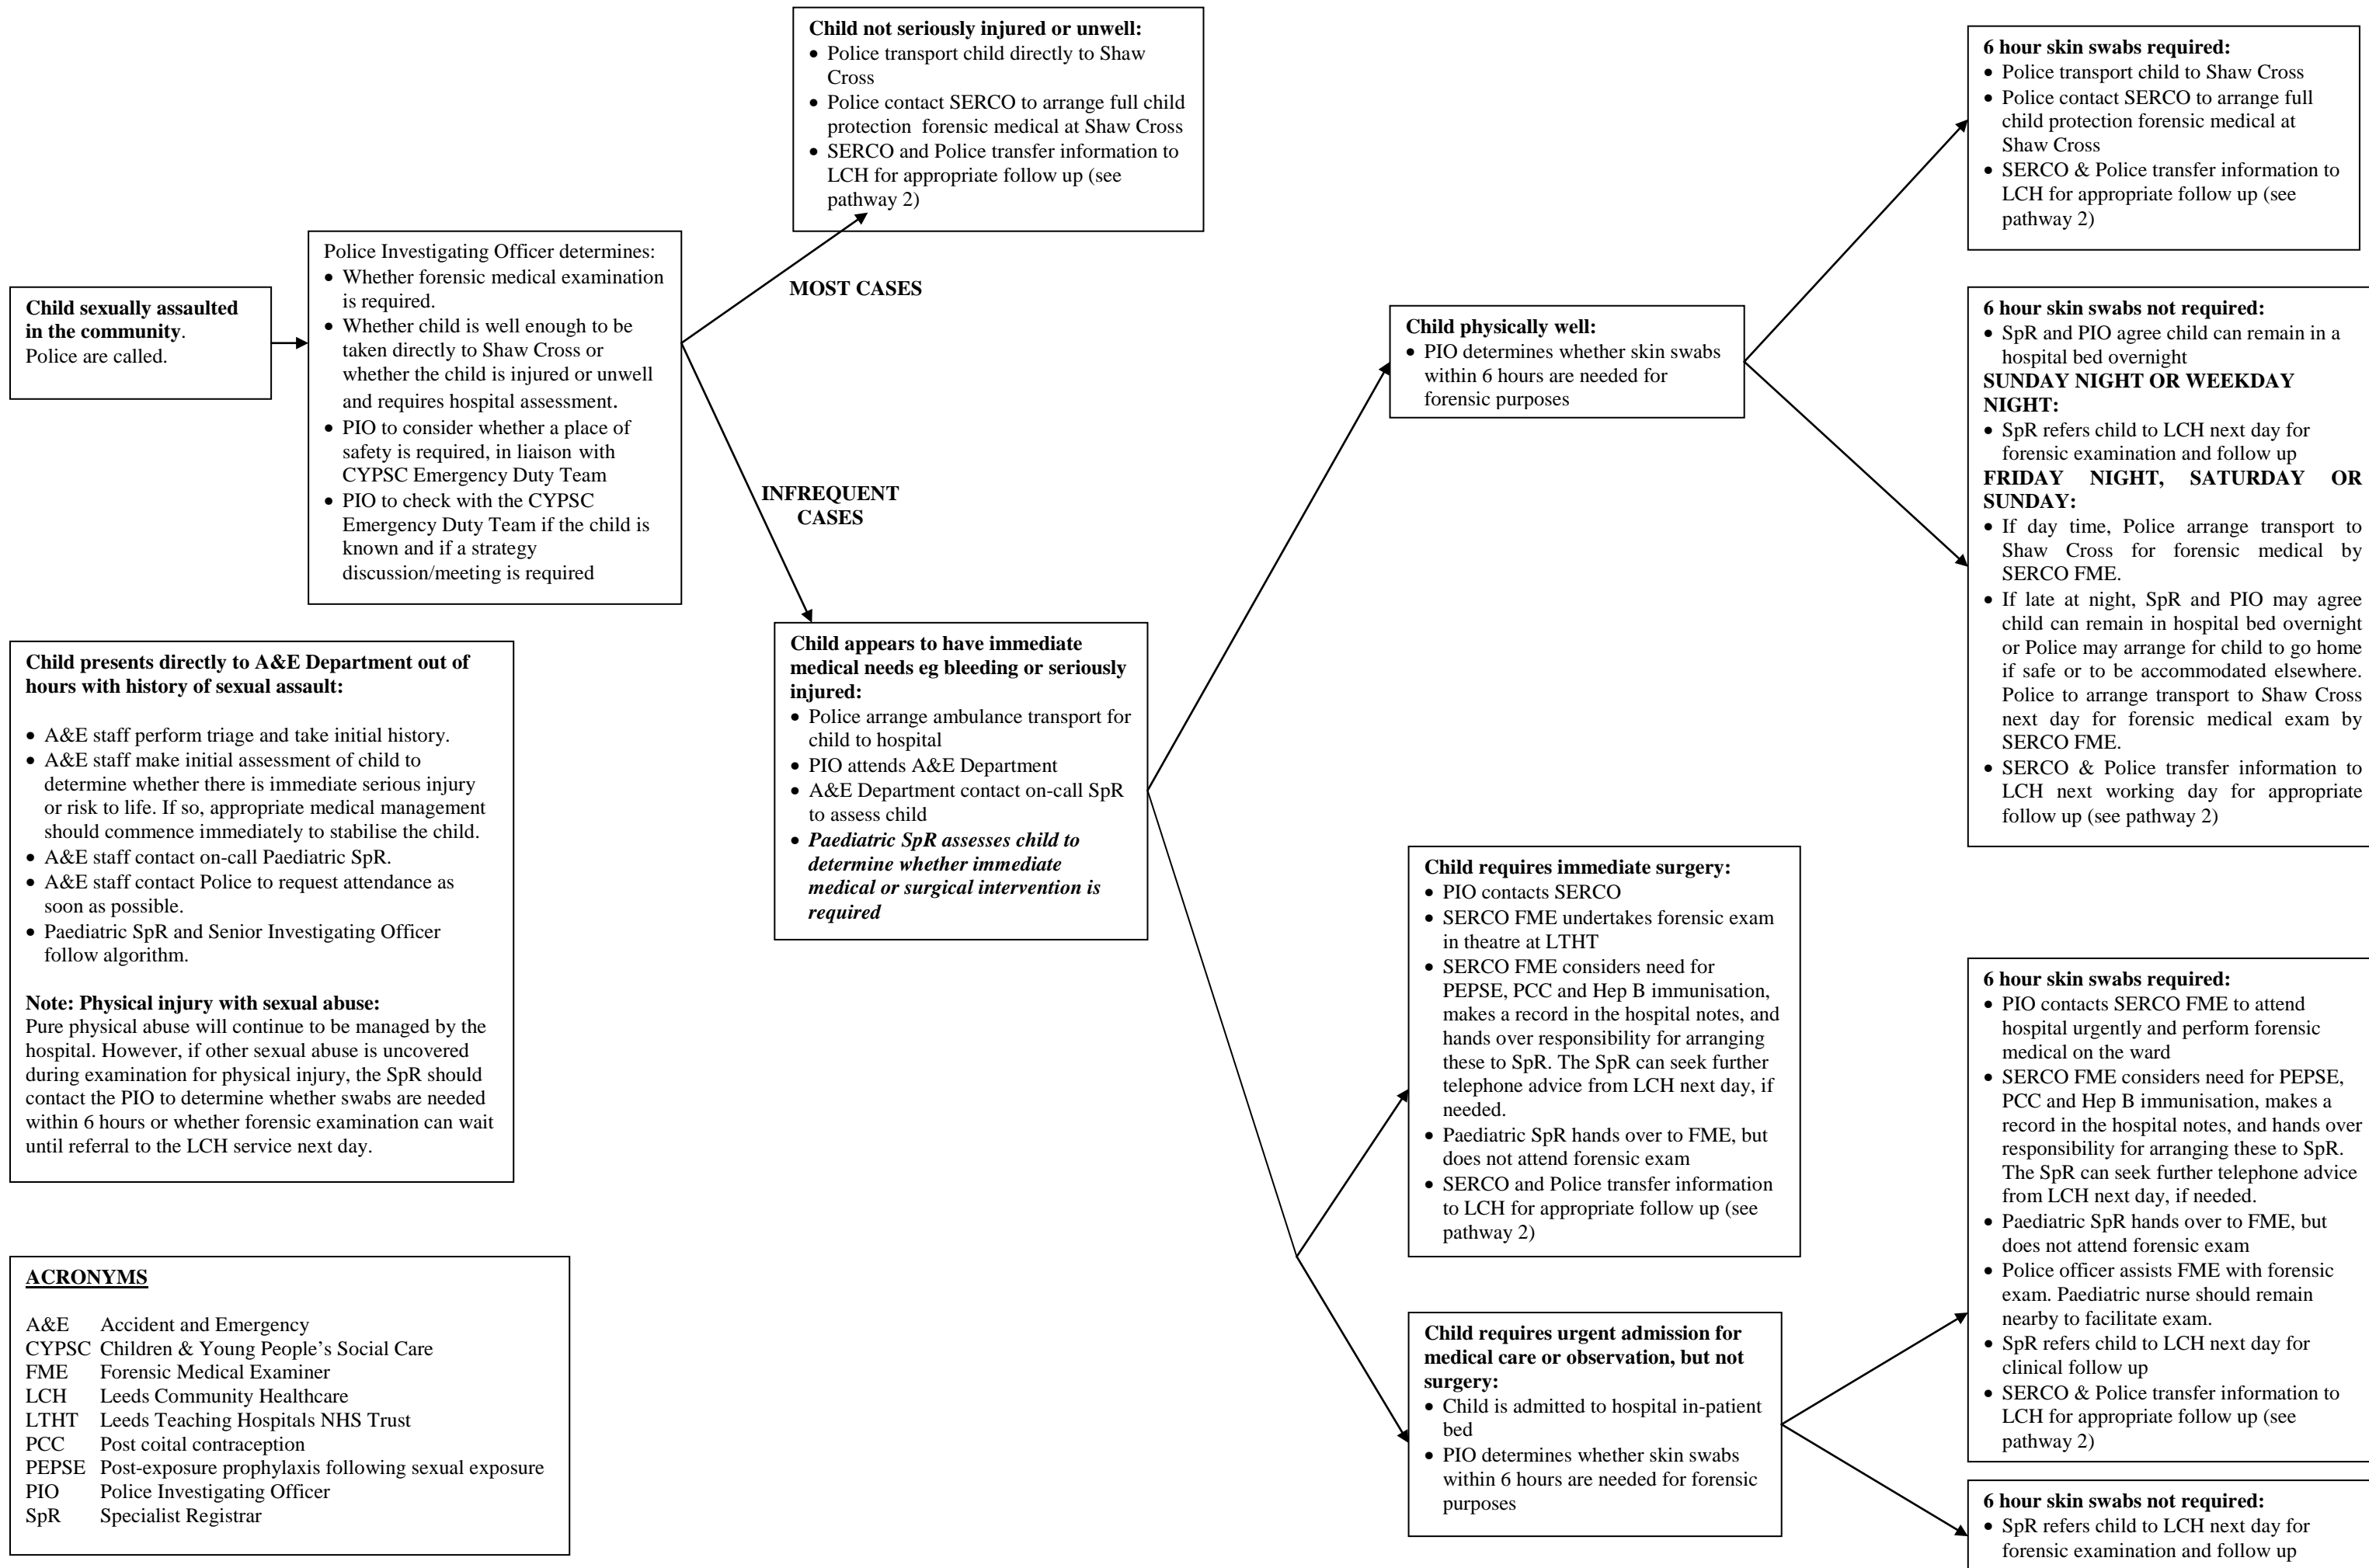 Child not seriously injured or unwell:
• Police transport child directly to Shaw
Cross
• Police contact SERCO to arrange full child
protection forensic medical at Shaw Cross
• SERCO and Police transfer information to
LCH for appropriate follow up (see
pathway 2)
6 hour skin swabs required:
• Police transport child to Shaw Cross
• Police contact SERCO to arrange full
child protection forensic medical at
Shaw Cross
• SERCO & Police transfer information to
LCH for appropriate follow up (see
pathway 2)
Child sexually assaulted
in the community.
Police are called.
Police Investigating Officer determines:
• Whether forensic medical examination
is required.
• Whether child is well enough to be
taken directly to Shaw Cross or
whether the child is injured or unwell
and requires hospital assessment.
• PIO to consider whether a place of
safety is required, in liaison with
CYPSC Emergency Duty Team
• PIO to check with the CYPSC
Emergency Duty Team if the child is
known and if a strategy
discussion/meeting is required
MOST CASES
INFREQUENT
CASES
Child physically well:
• PIO determines whether skin swabs
within 6 hours are needed for
forensic purposes
6 hour skin swabs not required:
• SpR and PIO agree child can remain in a
hospital bed overnight
SUNDAY NIGHT OR WEEKDAY
NIGHT:
• SpR refers child to LCH next day for
forensic examination and follow up
FRIDAY NIGHT, SATURDAY OR
SUNDAY:
• If day time, Police arrange transport to
Shaw Cross for forensic medical by
SERCO FME.
• If late at night, SpR and PIO may agree
child can remain in hospital bed overnight
or Police may arrange for child to go home
if safe or to be accommodated elsewhere.
Police to arrange transport to Shaw Cross
next day for forensic medical exam by
SERCO FME.
• SERCO & Police transfer information to
LCH next working day for appropriate
follow up (see pathway 2)
Child presents directly to A&E Department out of
hours with history of sexual assault:
• A&E staff perform triage and take initial history.
• A&E staff make initial assessment of child to
determine whether there is immediate serious injury
or risk to life. If so, appropriate medical management
should commence immediately to stabilise the child.
• A&E staff contact on-call Paediatric SpR.
• A&E staff contact Police to request attendance as
soon as possible.
• Paediatric SpR and Senior Investigating Officer
follow algorithm.
Note: Physical injury with sexual abuse:
Pure physical abuse will continue to be managed by the
hospital. However, if other sexual abuse is uncovered
during examination for physical injury, the SpR should
contact the PIO to determine whether swabs are needed
within 6 hours or whether forensic examination can wait
until referral to the LCH service next day.
Child appears to have immediate
medical needs eg bleeding or seriously
injured:
• Police arrange ambulance transport for
child to hospital
• PIO attends A&E Department
• A&E Department contact on-call SpR
to assess child
• Paediatric SpR assesses child to
determine whether immediate
medical or surgical intervention is
required
Child requires immediate surgery:
• PIO contacts SERCO
• SERCO FME undertakes forensic exam
in theatre at LTHT
• SERCO FME considers need for
PEPSE, PCC and Hep B immunisation,
makes a record in the hospital notes, and
hands over responsibility for arranging
these to SpR. The SpR can seek further
telephone advice from LCH next day, if
needed.
• Paediatric SpR hands over to FME, but
does not attend forensic exam
• SERCO and Police transfer information
to LCH for appropriate follow up (see
pathway 2)
6 hour skin swabs required:
• PIO contacts SERCO FME to attend
hospital urgently and perform forensic
medical on the ward
• SERCO FME considers need for PEPSE,
PCC and Hep B immunisation, makes a
record in the hospital notes, and hands over
responsibility for arranging these to SpR.
The SpR can seek further telephone advice
from LCH next day, if needed.
• Paediatric SpR hands over to FME, but
does not attend forensic exam
• Police officer assists FME with forensic
exam. Paediatric nurse should remain
nearby to facilitate exam.
• SpR refers child to LCH next day for
clinical follow up
• SERCO & Police transfer information to
LCH for appropriate follow up (see
pathway 2)
ACRONYMS
A&E Accident and Emergency
CYPSC Children & Young People's Social Care
FME Forensic Medical Examiner
LCH Leeds Community Healthcare
LTHT Leeds Teaching Hospitals NHS Trust
PCC Post coital contraception
PEPSE Post-exposure prophylaxis following sexual exposure
PIO Police Investigating Officer
SpR Specialist Registrar
Child requires urgent admission for
medical care or observation, but not
surgery:
• Child is admitted to hospital in-patient
bed
• PIO determines whether skin swabs
within 6 hours are needed for forensic
purposes
6 hour skin swabs not required:
• SpR refers child to LCH next day for
forensic examination and follow up